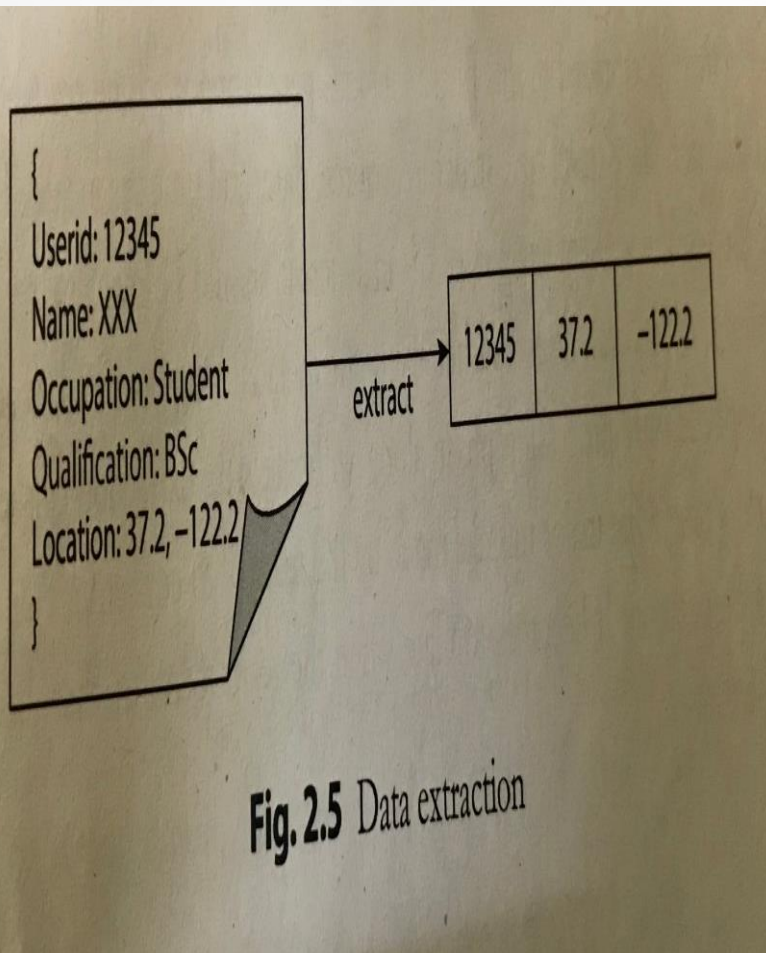 {
Userid: 12345
Name: XXX
Occupation: Student
Qualification: BSc
Location: 37.2, –122.2
}
extract
12345 37.2 –122.2
Fig. 2.5 Data extraction